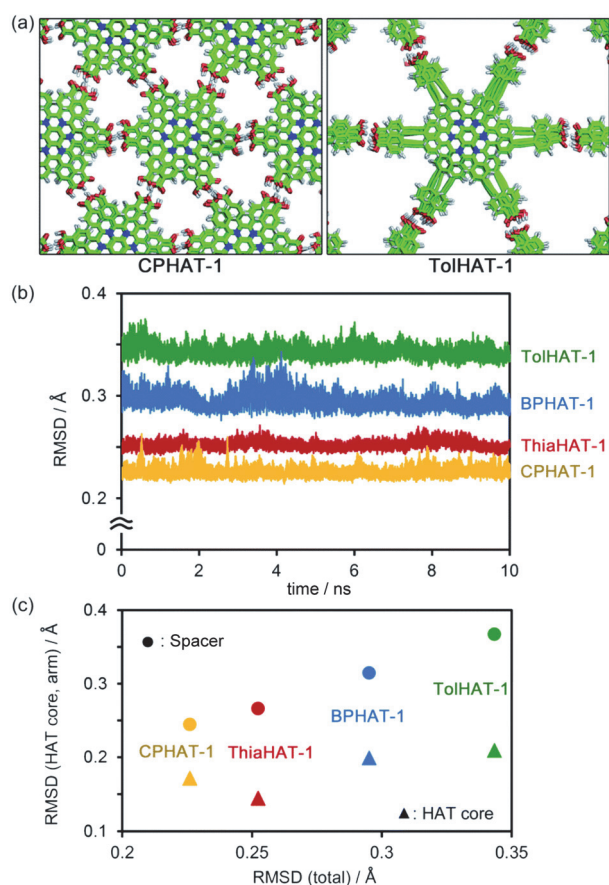 (a)
CPHAT-1 TolHAT-1
(b)
0.4
0.3
0.2
0
RMSD / Å
TolHAT-1
BPHAT-1
ThiaHAT-1
CPHAT-1
0 2 4 6 8 10
time / ns
(c)
0.4
0.3
0.2
0.1
RMSD (HAT core, arm) / Å
● : Spacer
TolHAT-1
BPHAT-1
CPHAT-1 ThiaHAT-1
▲ : HAT core
0.2 0.25 0.3 0.35
RMSD (total) / Å